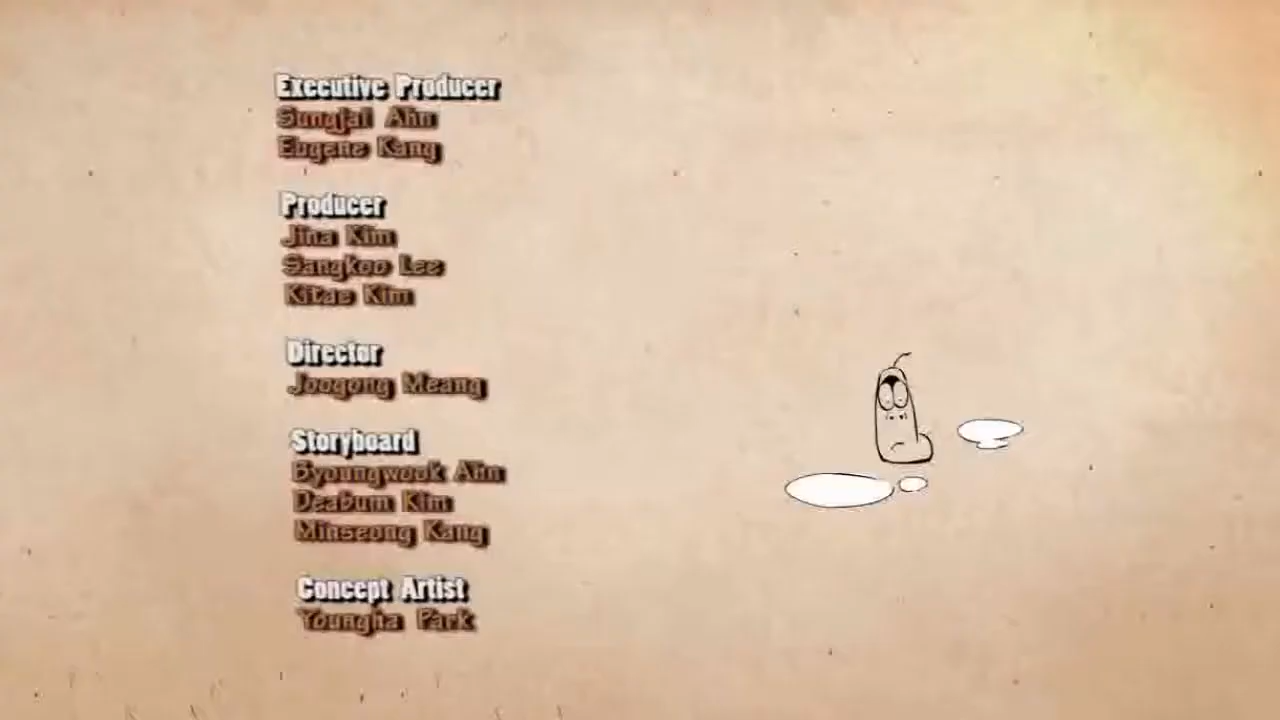 Executive Producer
Sungjai Ahn
Eugene Kang
Producer
Jina Kim
Sangkoo Lee
Kitae Kim
Director
Joogong Meang
Storyboard
Byoungwook Ahn
Deabum Kim
Minseong Kang
Concept Artist
Youngha Park